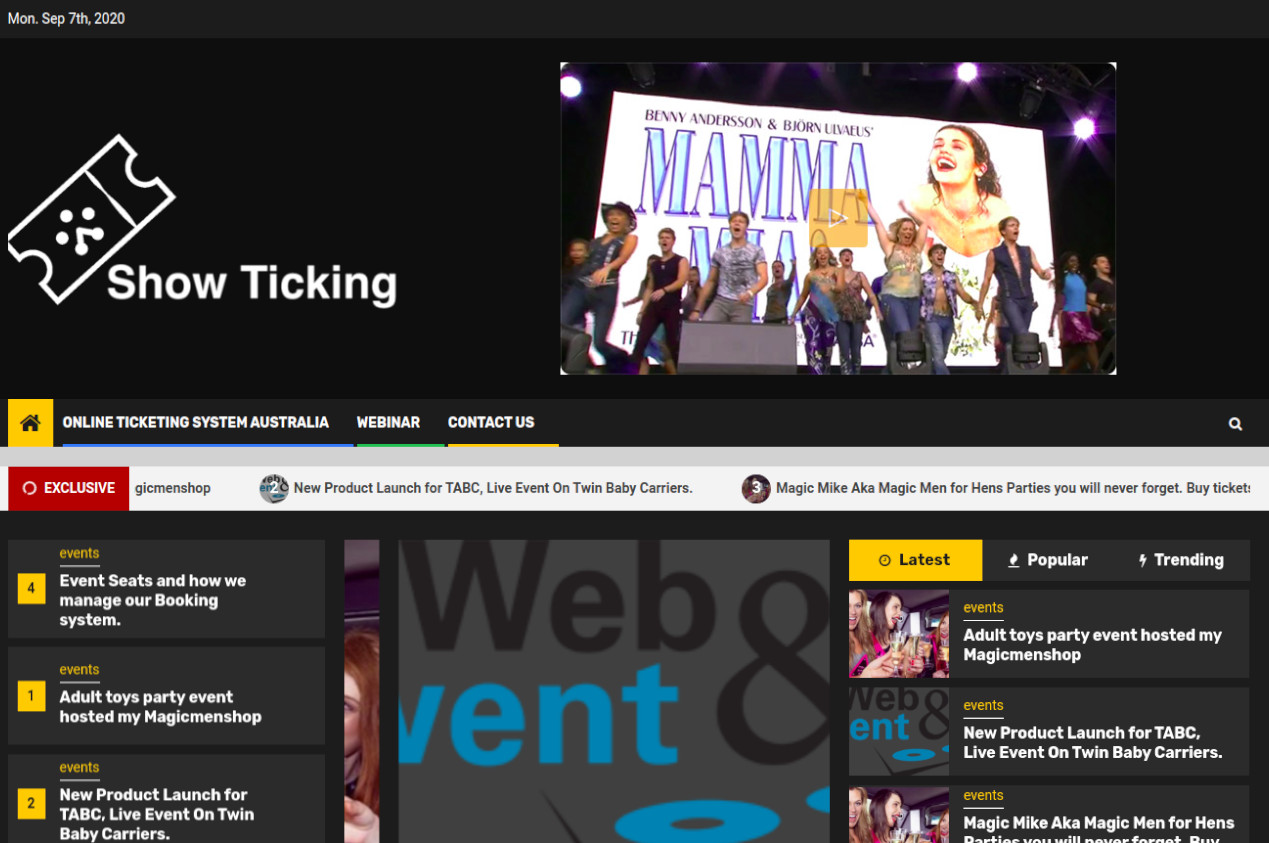 Mon. Sep 7th, 2020
BENNY ANDERSSON & BJÖRN ULVAEUS'
MAMMA
MIA
Show Ticking
ONLINE TICKETING SYSTEM AUSTRALIA
WEBINAR
CONTACT US
EXCLUSIVE
gicmenshop
2
New Product Launch for TABC, Live Event On Twin Baby Carriers.
3
Magic Mike Aka Magic Men for Hens Parties you will never forget. Buy tickets
events
4
Event Seats and how we
manage our Booking
system.
events
1
Adult toys party event
hosted my Magicmenshop
events
2
New Product Launch for
TABC, Live Event On Twin
Baby Carriers.
Web &
vent
Latest
Popular
Trending
events
Adult toys party event hosted my
Magicmenshop
Web &
ent
events
New Product Launch for TABC,
Live Event On Twin Baby Carriers.
events
Magic Mike Aka Magic Men for Hens
Parties you will never forget. Buy